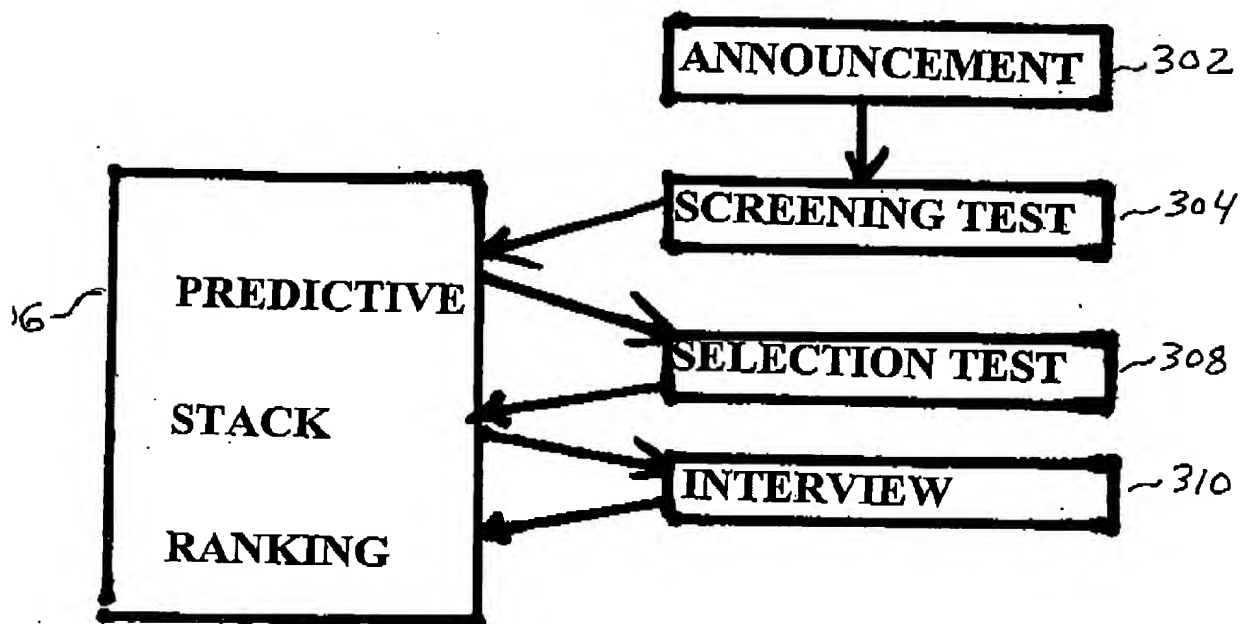 ANNOUNCEMENT 302
SCREENING TEST 304
PREDICTIVE
STACK
RANKING
SELECTION TEST 308
INTERVIEW 310